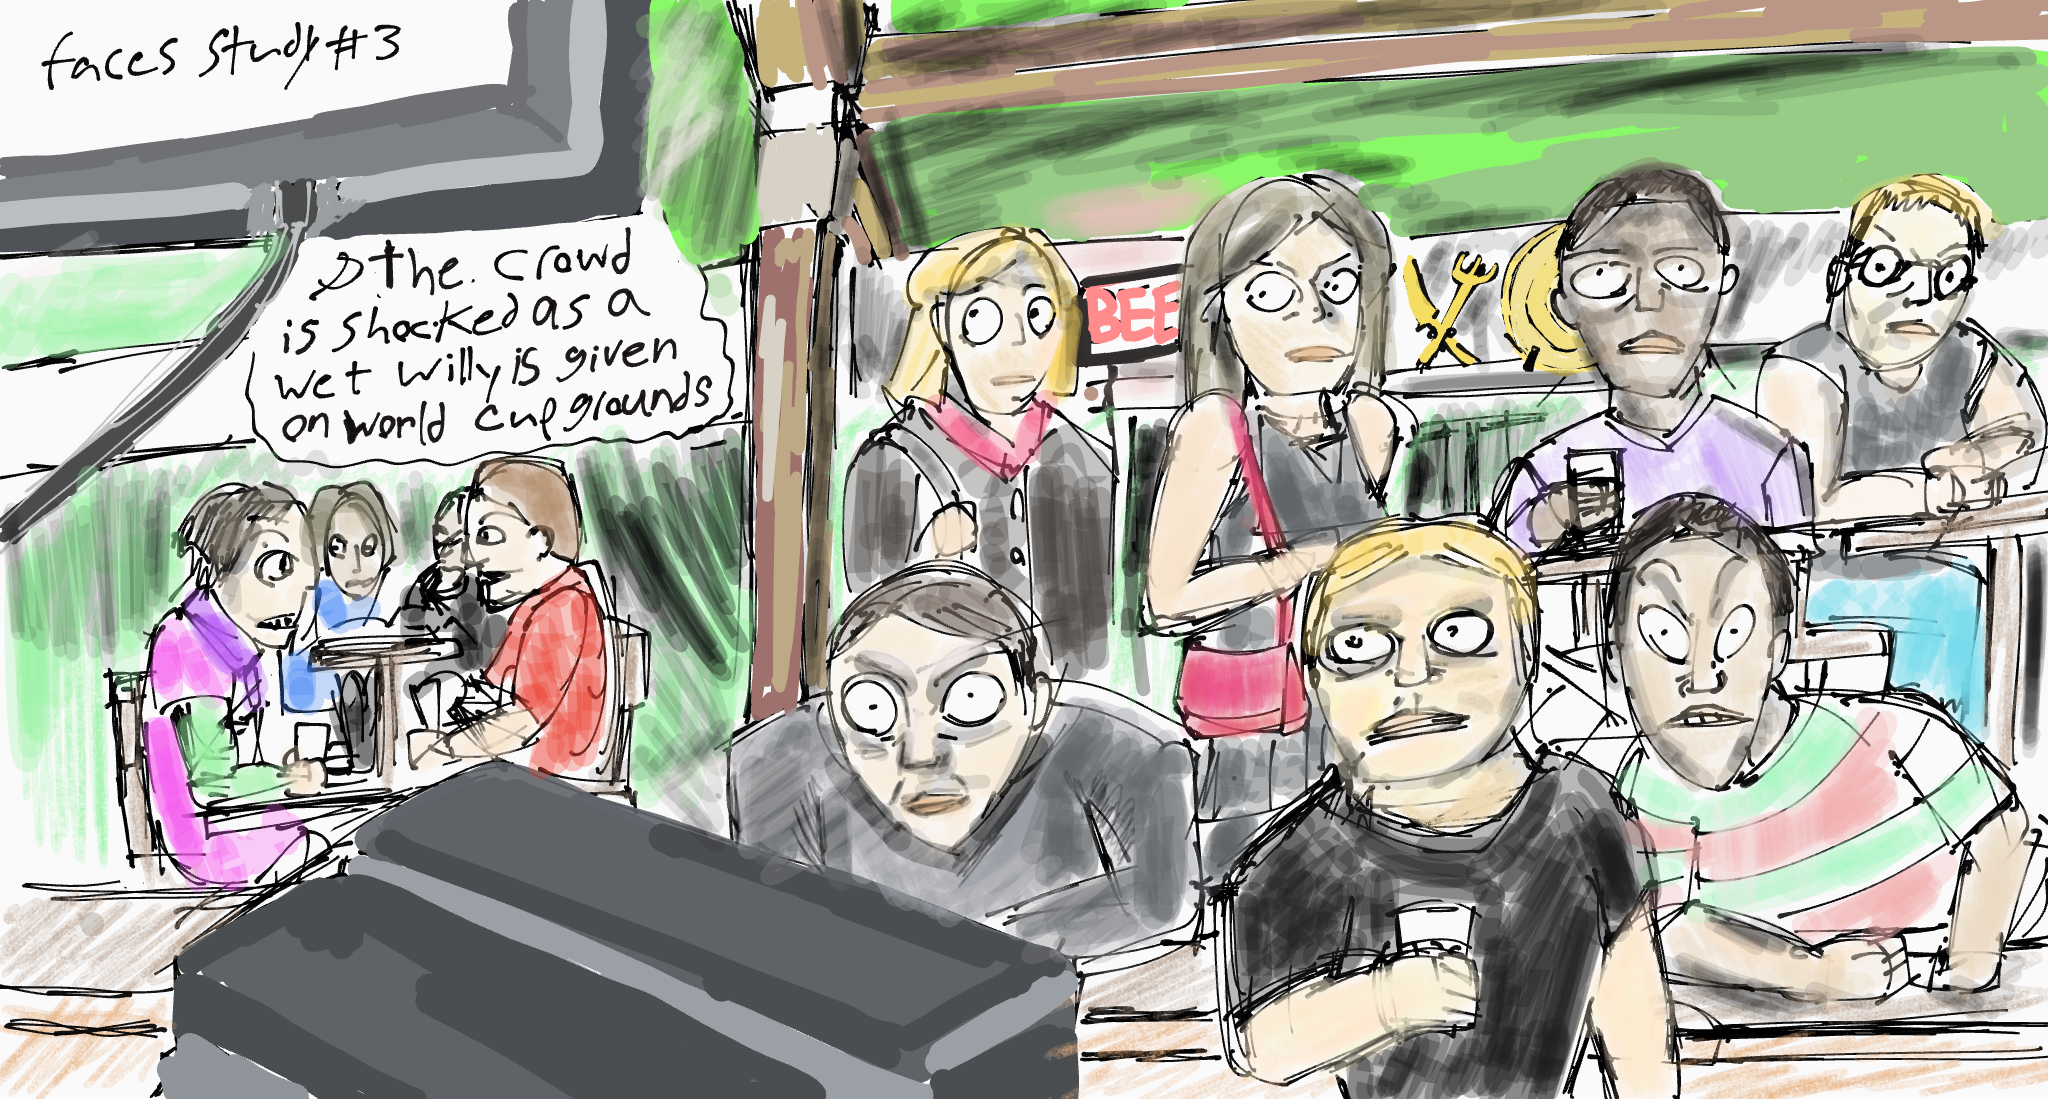 faces study #3
the crowd
is shocked as a
wet willy is given
on world cup grounds
BEE